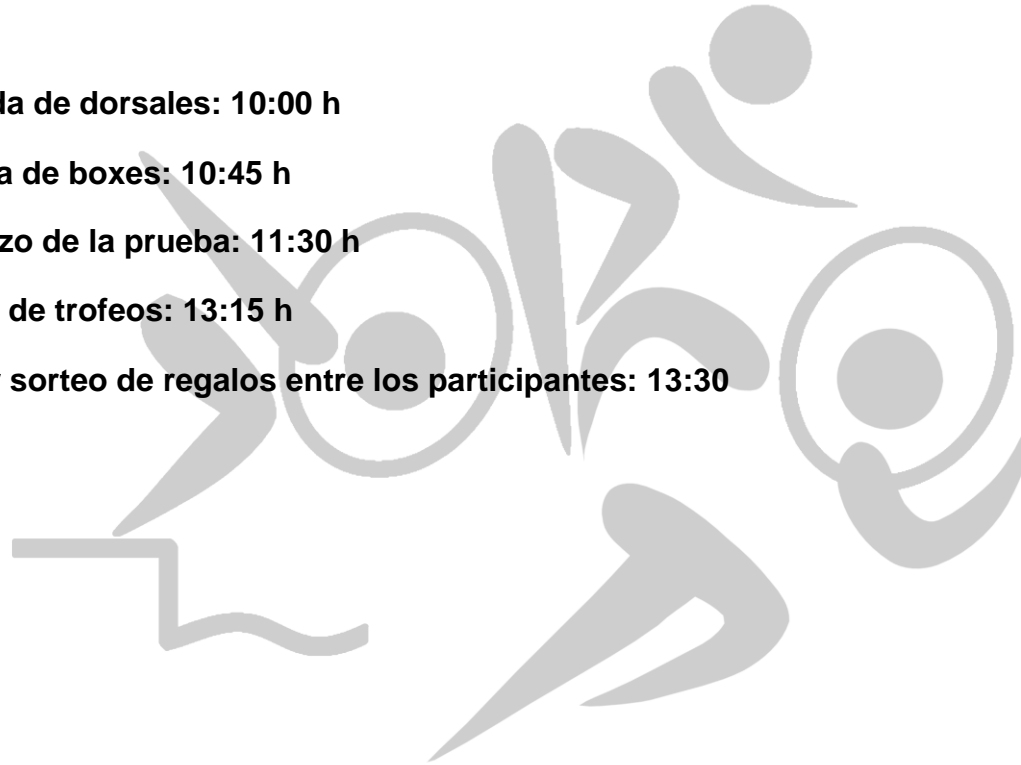 da de dorsales: 10:00 h
a de boxes: 10:45 h
zo de la prueba: 11:30 h
de trofeos: 13:15 h
sorteo de regalos entre los participantes: 13:30